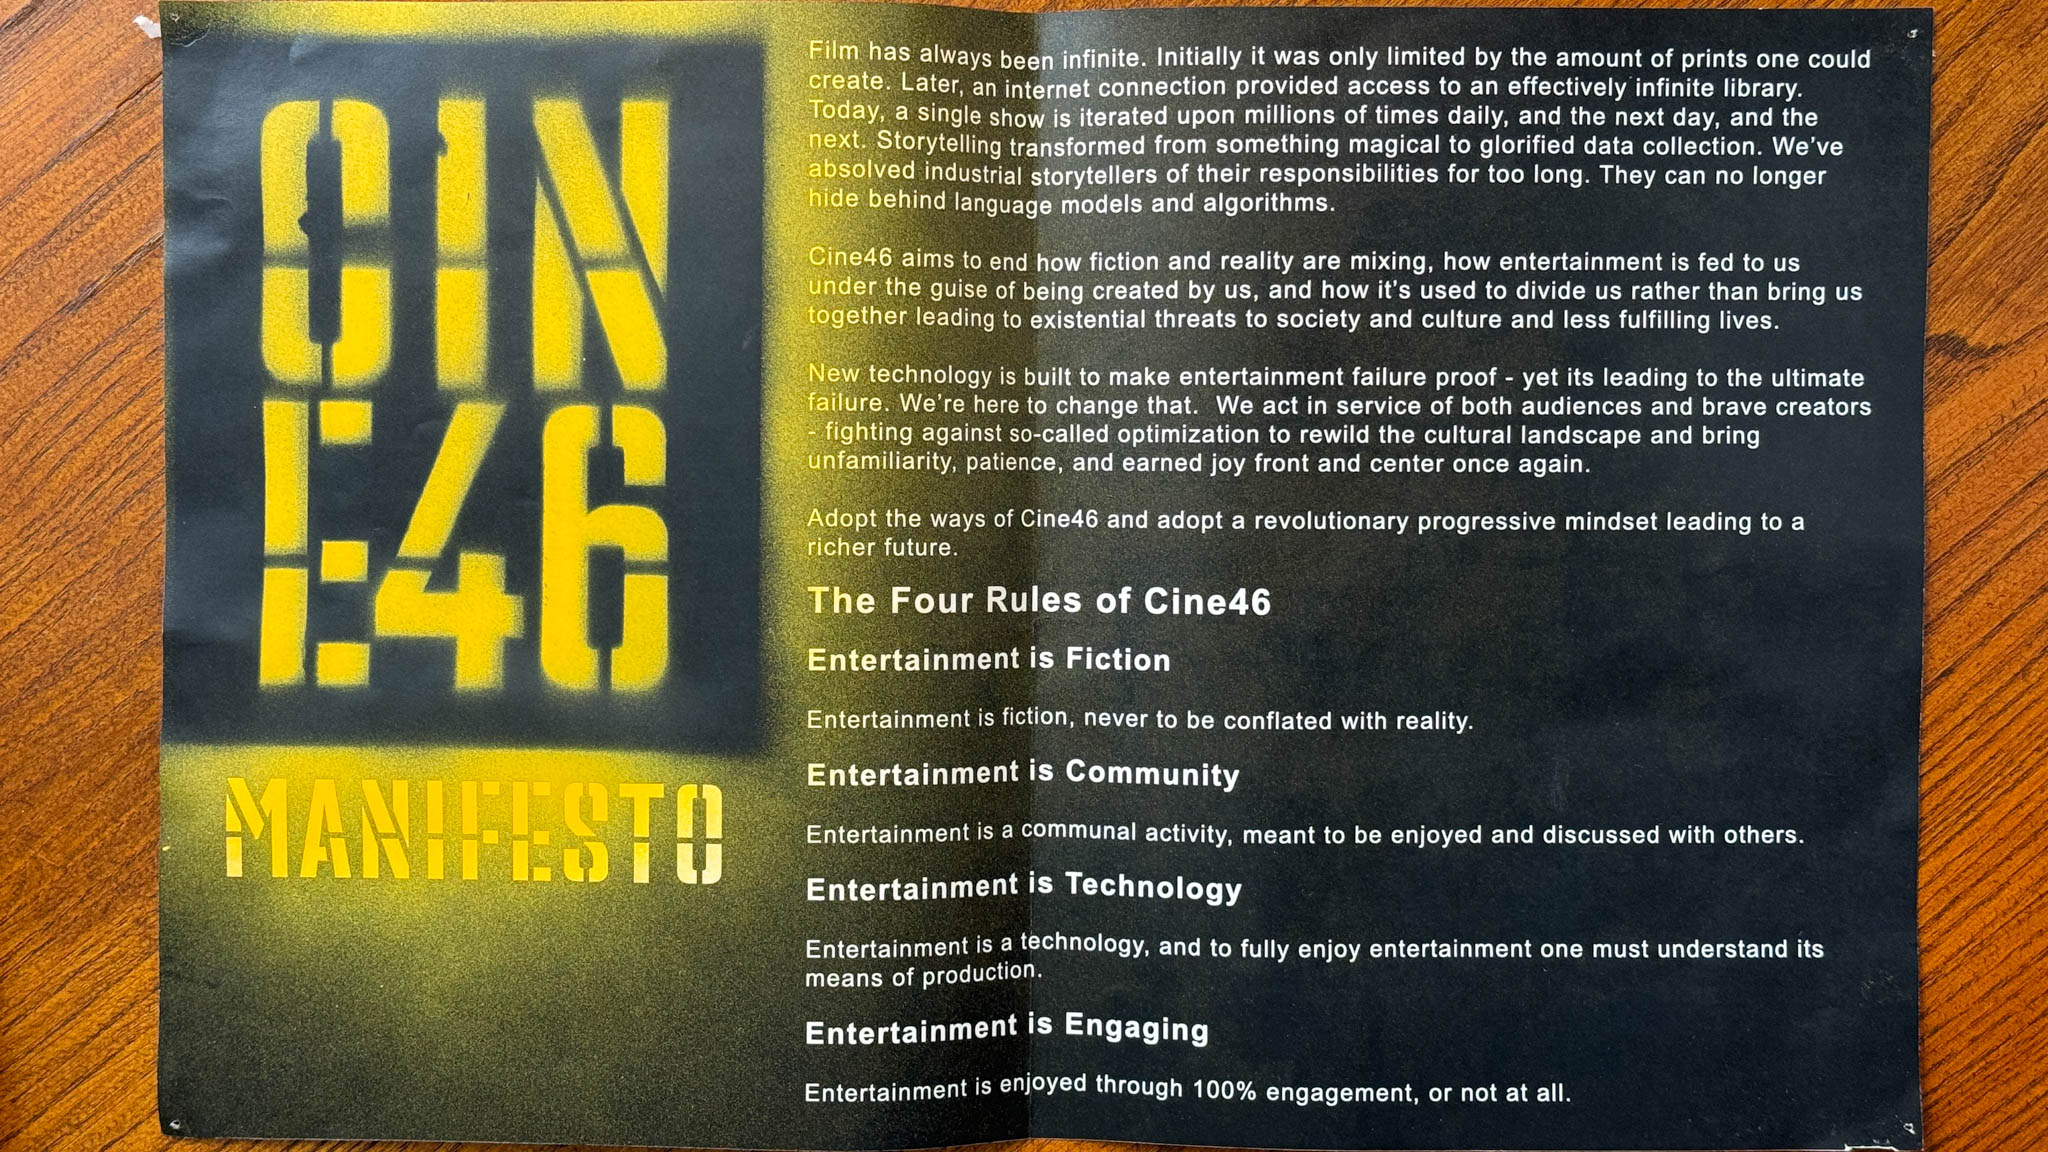 CIN
E:46
MANIFESTO
Film has always been infinite. Initially it was only limited by the amount of prints one could
create. Later, an internet connection provided access to an effectively infinite library.
Today, a single show is iterated upon millions of times daily, and the next day, and the
next. Storytelling transformed from something magical to glorified data collection. We've
absolved industrial storytellers of their responsibilities for too long. They can no longer
hide behind language models and algorithms.
Cine46 aims to end how fiction and reality are mixing, how entertainment is fed to us
under the guise of being created by us, and how it's used to divide us rather than bring us
together leading to existential threats to society and culture and less fulfilling lives.
New technology is built to make entertainment failure proof - yet its leading to the ultimate
failure. We're here to change that. We act in service of both audiences and brave creators
- fighting against so-called optimization to rewild the cultural landscape and bring
unfamiliarity, patience, and earned joy front and center once again.
Adopt the ways of Cine46 and adopt a revolutionary progressive mindset leading to a
richer future.
The Four Rules of Cine46
Entertainment is Fiction
Entertainment is fiction, never to be conflated with reality.
Entertainment is Community
Entertainment is a communal activity, meant to be enjoyed and discussed with others.
Entertainment is Technology
Entertainment is a technology, and to fully enjoy entertainment one must understand its
means of production.
Entertainment is Engaging
Entertainment is enjoyed through 100% engagement, or not at all.